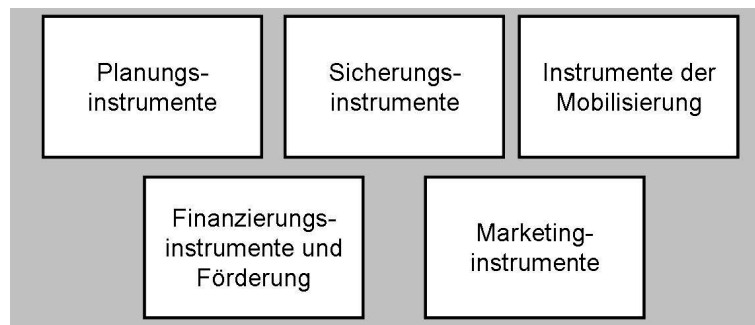 Planungs-
instrumente
Sicherungs-
instrumente
Instrumente der
Mobilisierung
Finanzierungs-
instrumente und
Förderung
Marketing-
instrumente